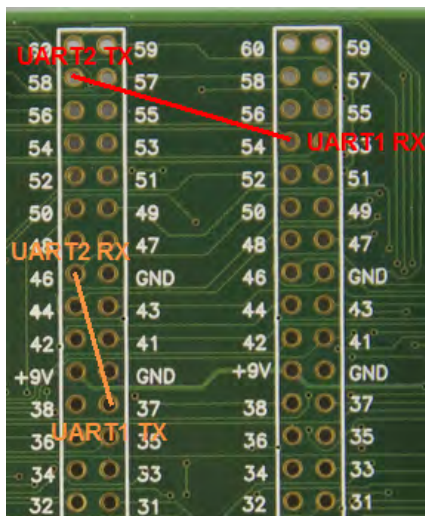 60 59 60 59
UART2 TX
58 57 58 57
56 55 56 55
54 53 54 53
UART1 RX
52 51 52 51
50 49 50 49
48 47 48 47
UART2 RX
46 GND 46 GND
44 43 44 43
42 41 42 41
+9V GND +9V GND
38 37 38 37
UART1 TX
36 35 36 35
34 33 34 33
32 31 32 31